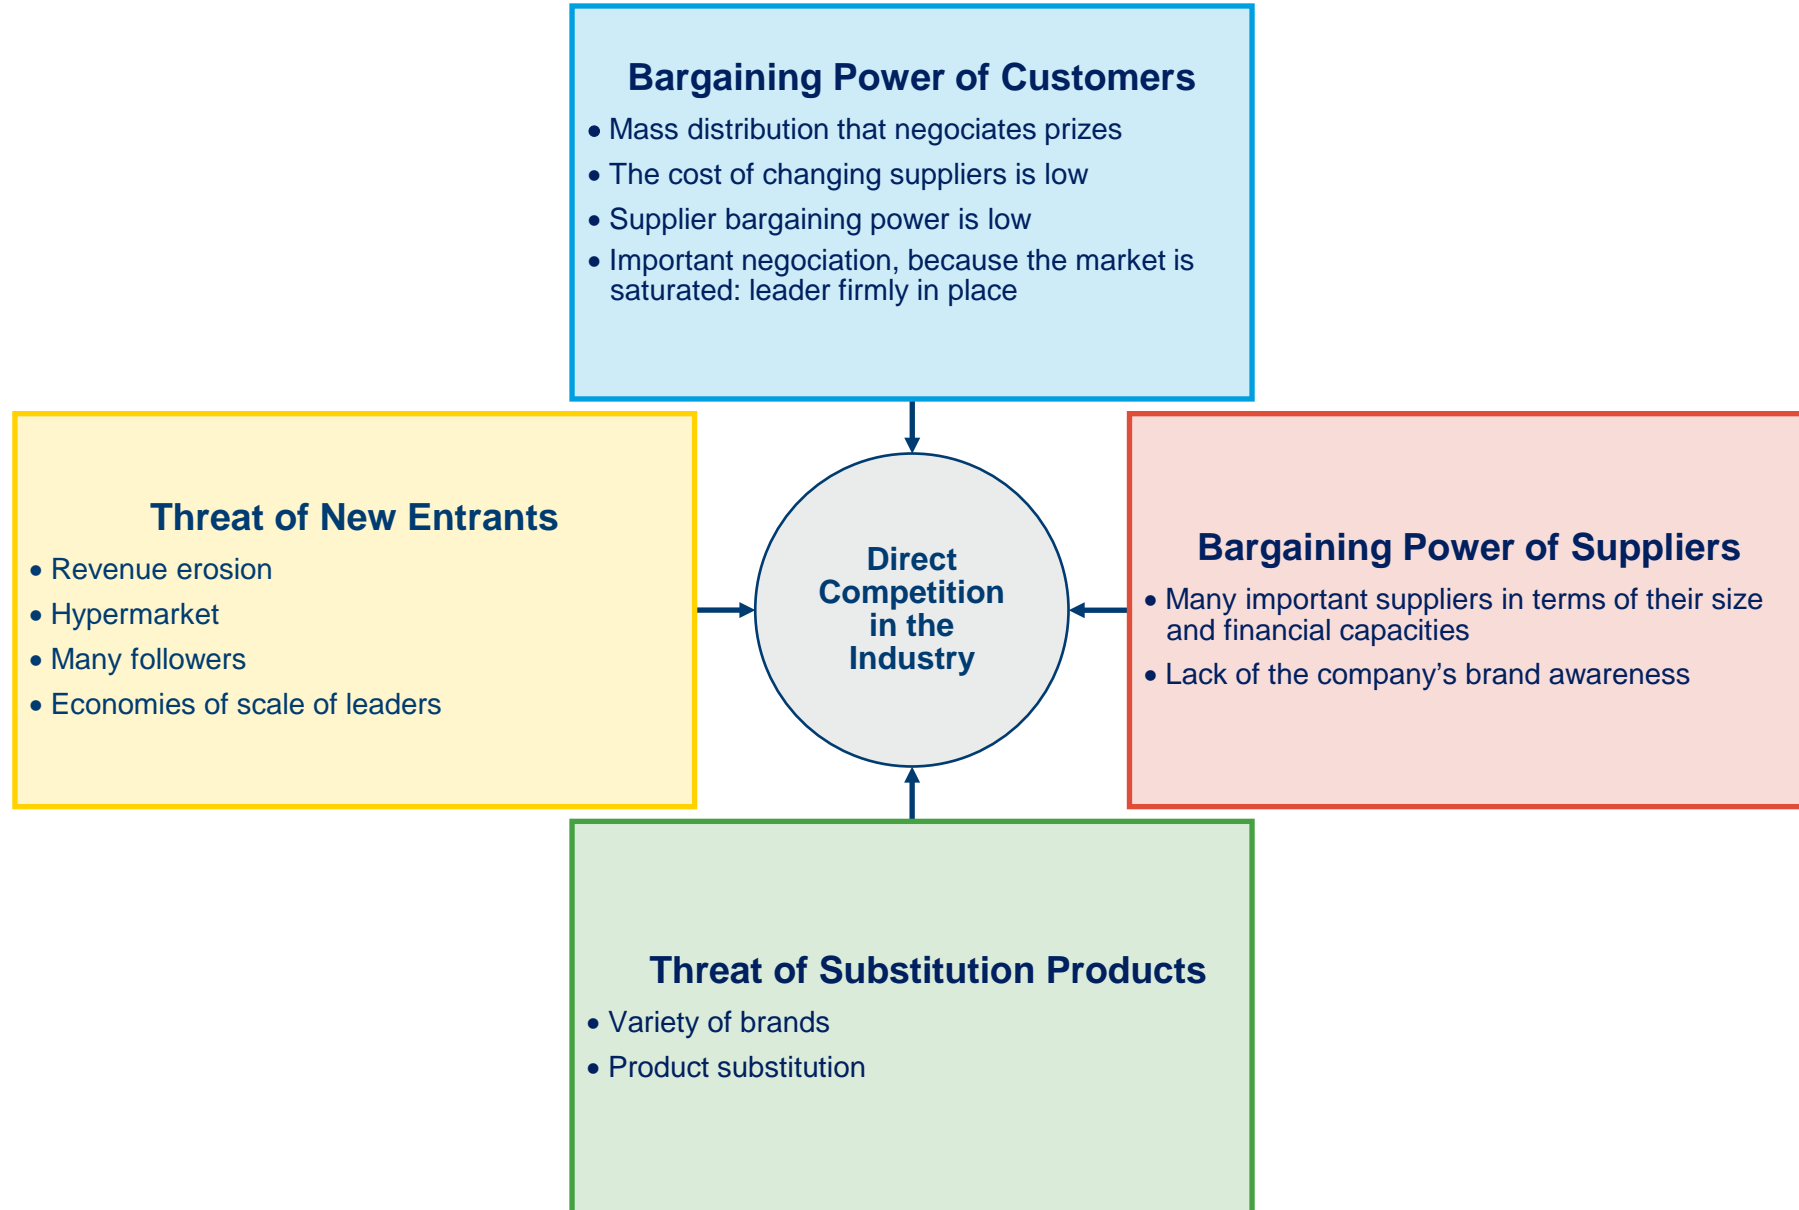 Bargaining Power of Customers
• Mass distribution that negociates prizes
• The cost of changing suppliers is low
• Supplier bargaining power is low
• Important negociation, because the market is
saturated: leader firmly in place
Threat of New Entrants
• Revenue erosion
• Hypermarket
• Many followers
• Economies of scale of leaders
Direct
Competition
in the
Industry
Bargaining Power of Suppliers
• Many important suppliers in terms of their size
and financial capacities
• Lack of the company’s brand awareness
Threat of Substitution Products
• Variety of brands
• Product substitution